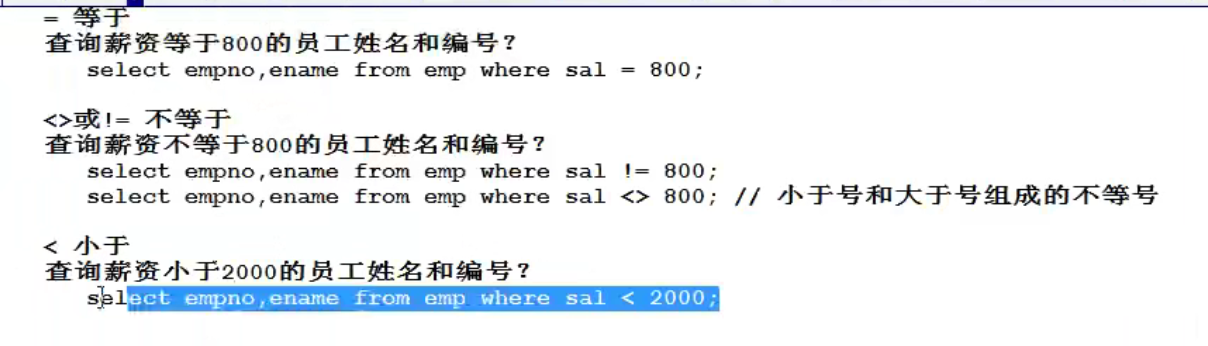 = 等于
查询薪资等于800的员工姓名和编号？
select empno,ename from emp where sal = 800;
<>或!= 不等于
查询薪资不等于800的员工姓名和编号？
select empno,ename from emp where sal != 800;
select empno,ename from emp where sal <> 800; // 小于号和大于号组成的不等号
< 小于
查询薪资小于2000的员工姓名和编号？
select empno,ename from emp where sal < 2000;